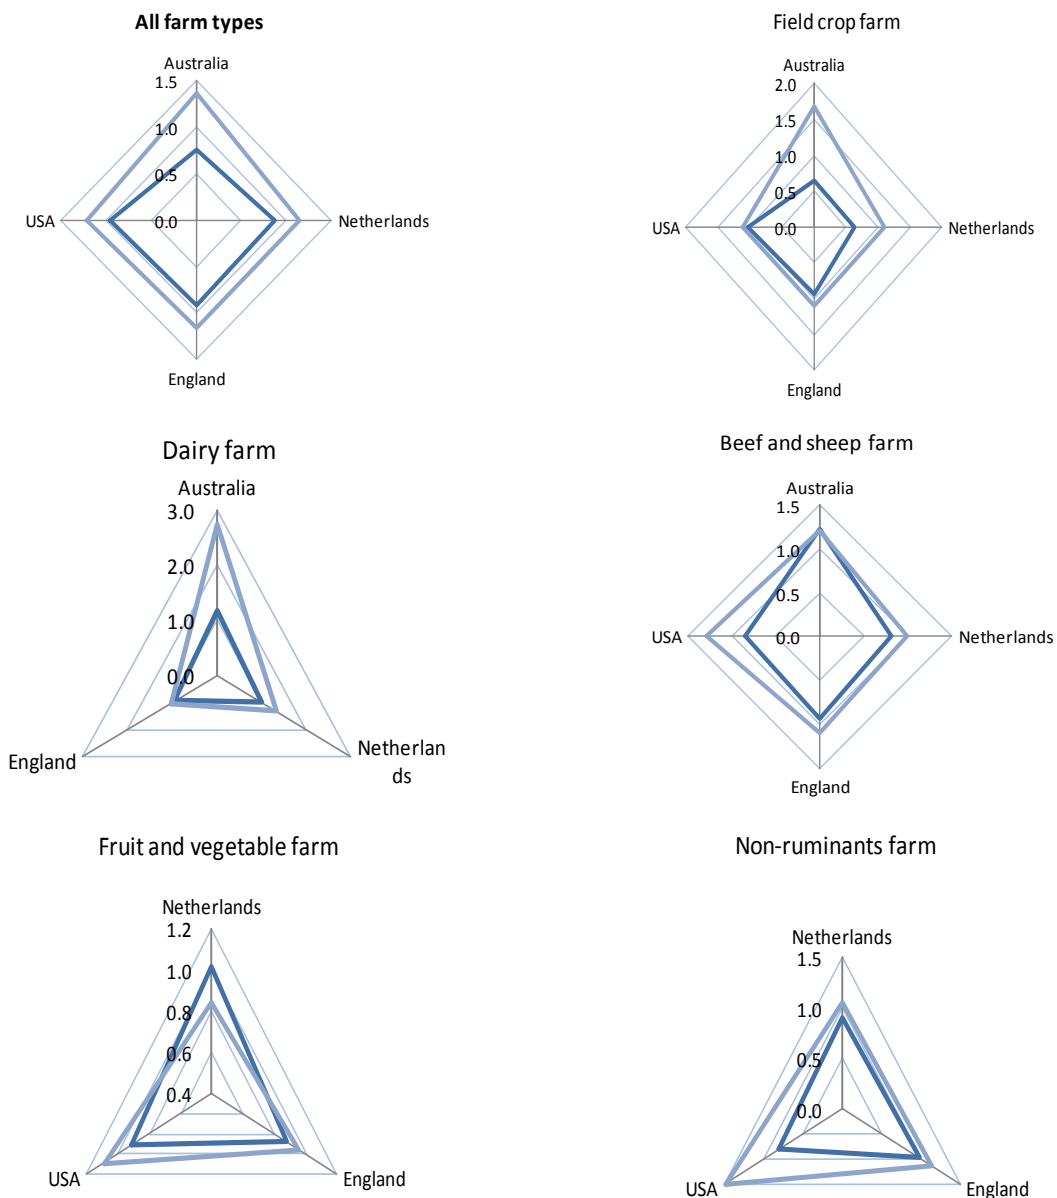 All farm types
Australia
1.5
1.0
0.5
0.0
USA
Netherlands
England
Field crop farm
Australia
2.0
1.5
1.0
0.5
0.0
USA
Netherlands
England
Dairy farm
Australia
3.0
2.0
1.0
0.0
England
Netherlan
ds
Beef and sheep farm
Australia
1.5
1.0
0.5
0.0
USA
Netherlands
England
Fruit and vegetable farm
Netherlands
1.2
1.0
0.8
0.6
0.4
USA
England
Non-ruminants farm
Netherlands
1.5
1.0
0.5
0.0
USA
England